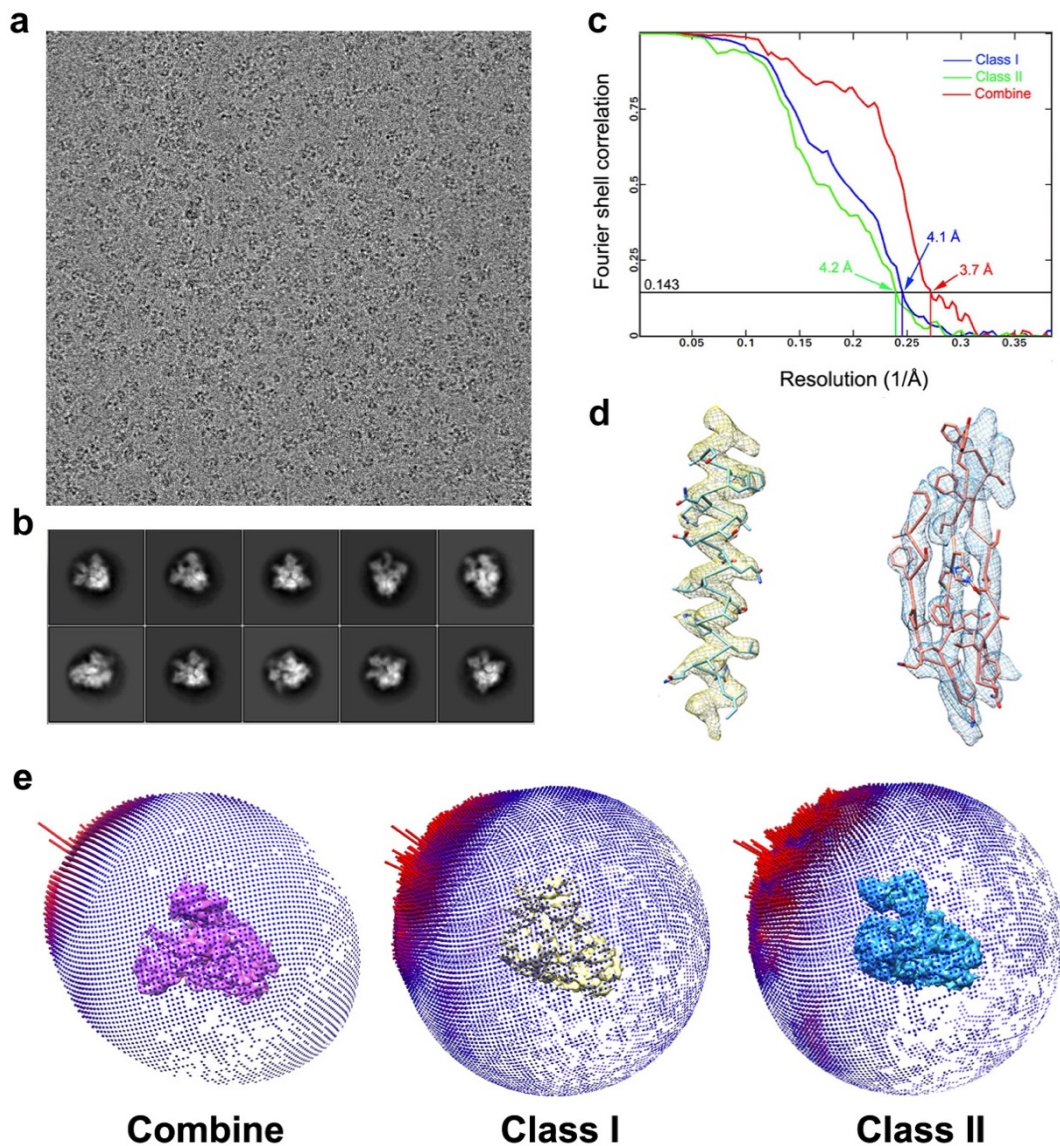 a
c
Class I
Class II
Combine
0.75
0.5
0.25
0
Fourier shell correlation
4.1 Å
4.2 Å
3.7 Å
0.143
0.05
0.1
0.15
0.2
0.25
0.3
0.35
Resolution (1/Å)
d
b
e
Combine
Class I
Class II